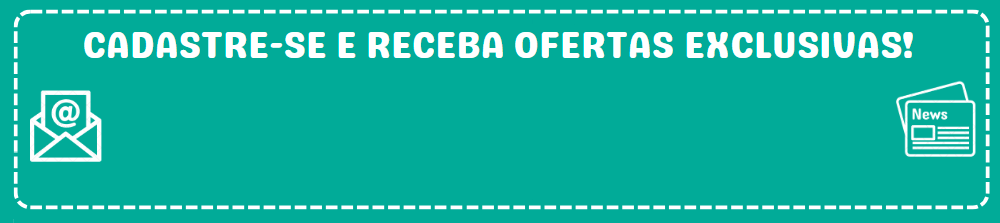 CADASTRE-SE E RECEBA OFERTAS EXCLUSIVAS!
@
News